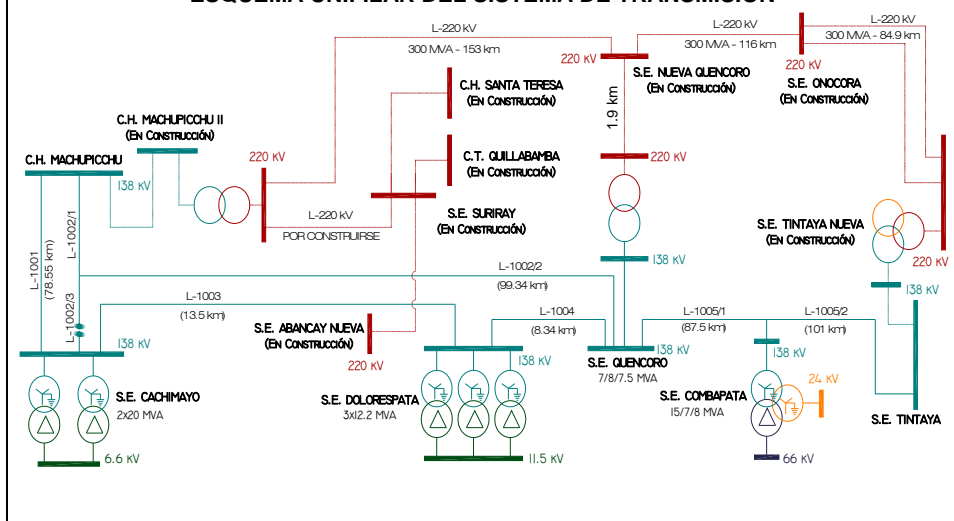 ESQUEMA UNIFILAR DEL SISTEMA DE TRANSMISIÓN
L-220 kV
300 MVA - 153 km
220 KV
L-220 kV
300 MVA - 116 km
L-220 kV
300 MVA - 84.9 km
220 KV
S.E. NUEVA QUENCORO
(EN CONSTRUCCIÓN)
S.E. ONOCORA
(EN CONSTRUCCIÓN)
C.H. SANTA TERESA
(EN CONSTRUCCIÓN)
1.9 km
C.H. MACHUPICCHU II
(EN CONSTRUCCIÓN)
C.H. MACHUPICCHU
220 KV
138 KV
C.T. QUILLABAMBA
(EN CONSTRUCCIÓN)
220 KV
L-220 kV
POR CONSTRUIRSE
S.E. SURIRAY
(EN CONSTRUCCIÓN)
S.E. TINTAYA NUEVA
(EN CONSTRUCCIÓN)
220 KV
L-1001
(78.55 km)
L-1002/1
L-1002/3
L-1002/2
(99.34 km)
138 KV
138 KV
L-1003
(13.5 km)
L-1004
(8.34 km)
L-1005/1
(87.5 km)
L-1005/2
(101 km)
S.E. ABANCAY NUEVA
(EN CONSTRUCCIÓN)
220 KV
138 KV
138 KV
138 KV
138 KV
S.E. QUENCORO
7/8/7.5 MVA
S.E. CACHIMAYO
2x20 MVA
S.E. DOLORESPATA
3x12.2 MVA
S.E. COMBAPATA
15/7/8 MVA
24 KV
S.E. TINTAYA
6.6 KV
11.5 KV
66 KV